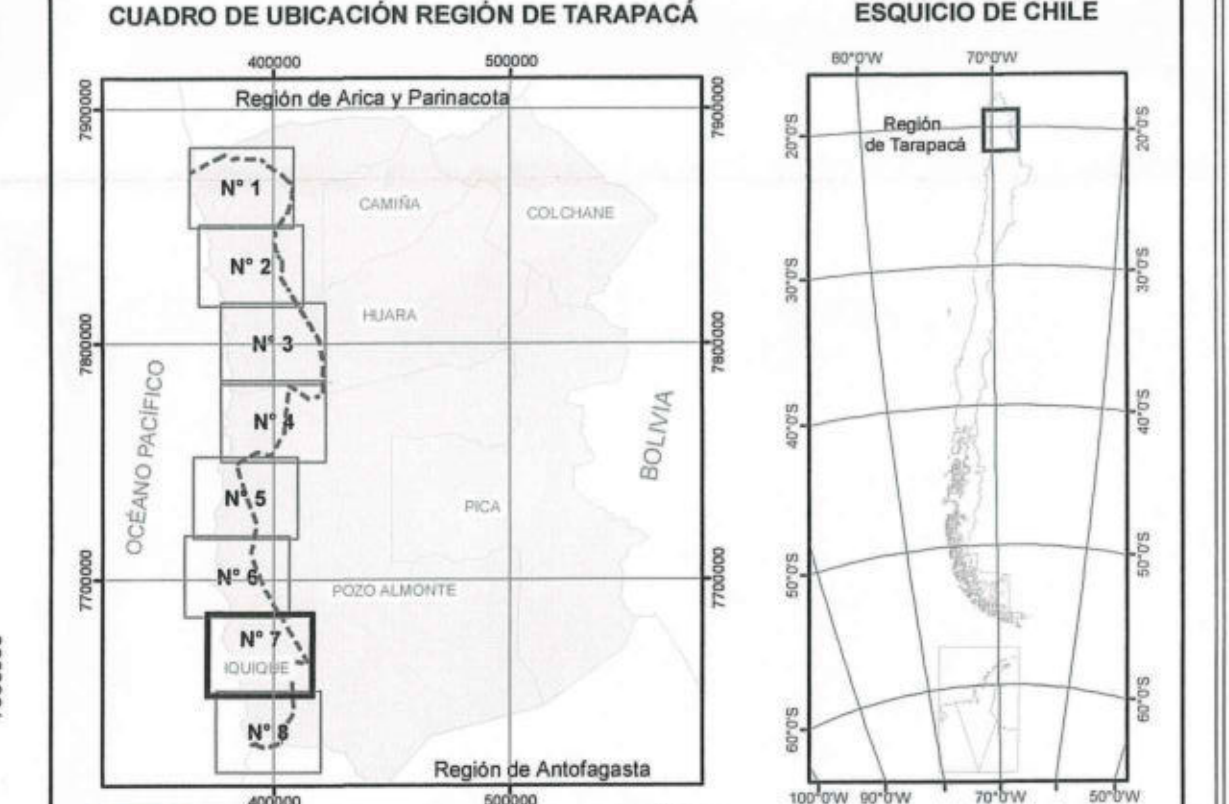 CUADRO DE UBICACIÓN REGIÓN DE TARAPACÁ
400000
500000
7900000
7900000
Región de Arica y Parinacota
N° 1
CAMIÑA
COLCHANE
N° 2
HUARA
7800000
7800000
N° 3
OCÉANO PACÍFICO
N° 4
BOLIVIA
N° 5
PICA
7700000
7700000
N° 6
POZO ALMONTE
N° 7
IQUIQUE
N° 8
Región de Antofagasta
400000
500000
ESQUICIO DE CHILE
80°0'W
70°0'W
Región
de Tarapacá
20°0'S
20°0'S
30°0'S
30°0'S
40°0'S
40°0'S
50°0'S
50°0'S
60°0'S
60°0'S
100°0'W
90°0'W
70°0'W
50°0'W